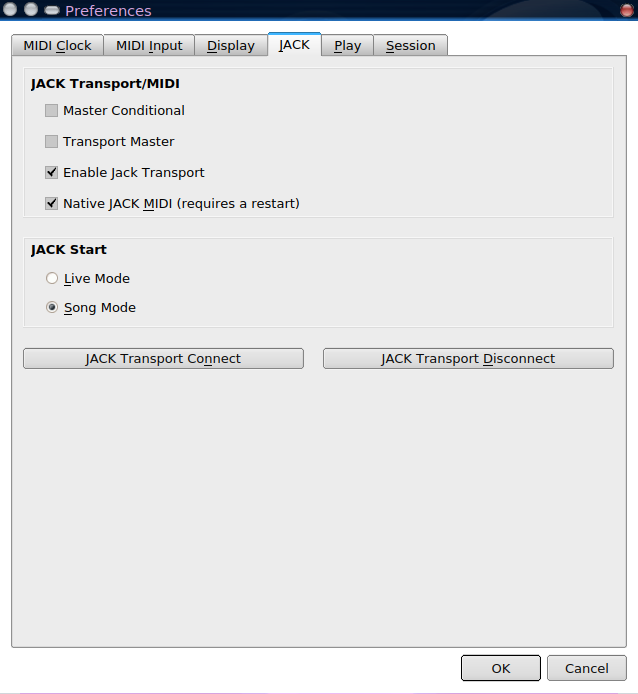 Preferences
MIDI Clock MIDI Input Display JACK Play Session
JACK Transport/MIDI
Master Conditional
Transport Master
Enable Jack Transport
Native JACK MIDI (requires a restart)
JACK Start
Live Mode
Song Mode
JACK Transport Connect JACK Transport Disconnect
OK Cancel